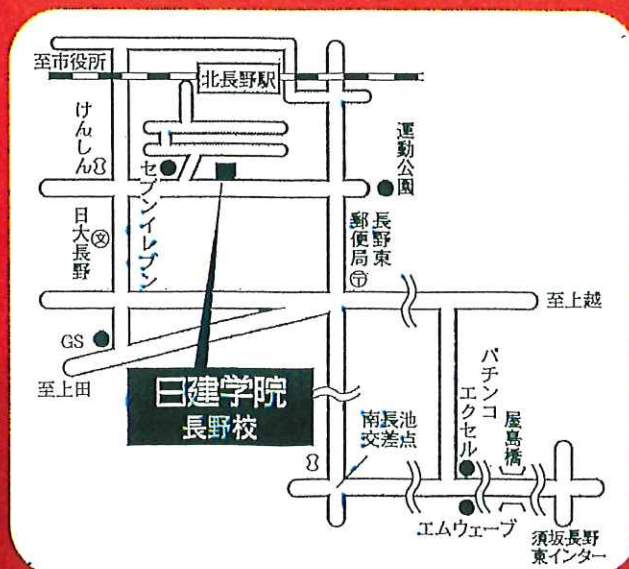 至市役所
北長野駅
けんしん
セブンイレブン
運動公園
日大長野
文
長野東
郵便局
〒
至上越
GS
至上田
日建学院
長野校
パチンコ
エクセル
屋島橋
南長池
交差点
エムウェーブ
須坂長野
東インター